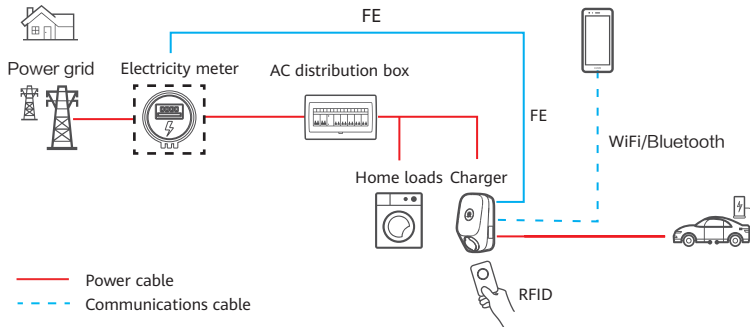 FE
Power grid
Electricity meter
AC distribution box
FE
WiFi/Bluetooth
Home loads
Charger
RFID
Power cable
Communications cable